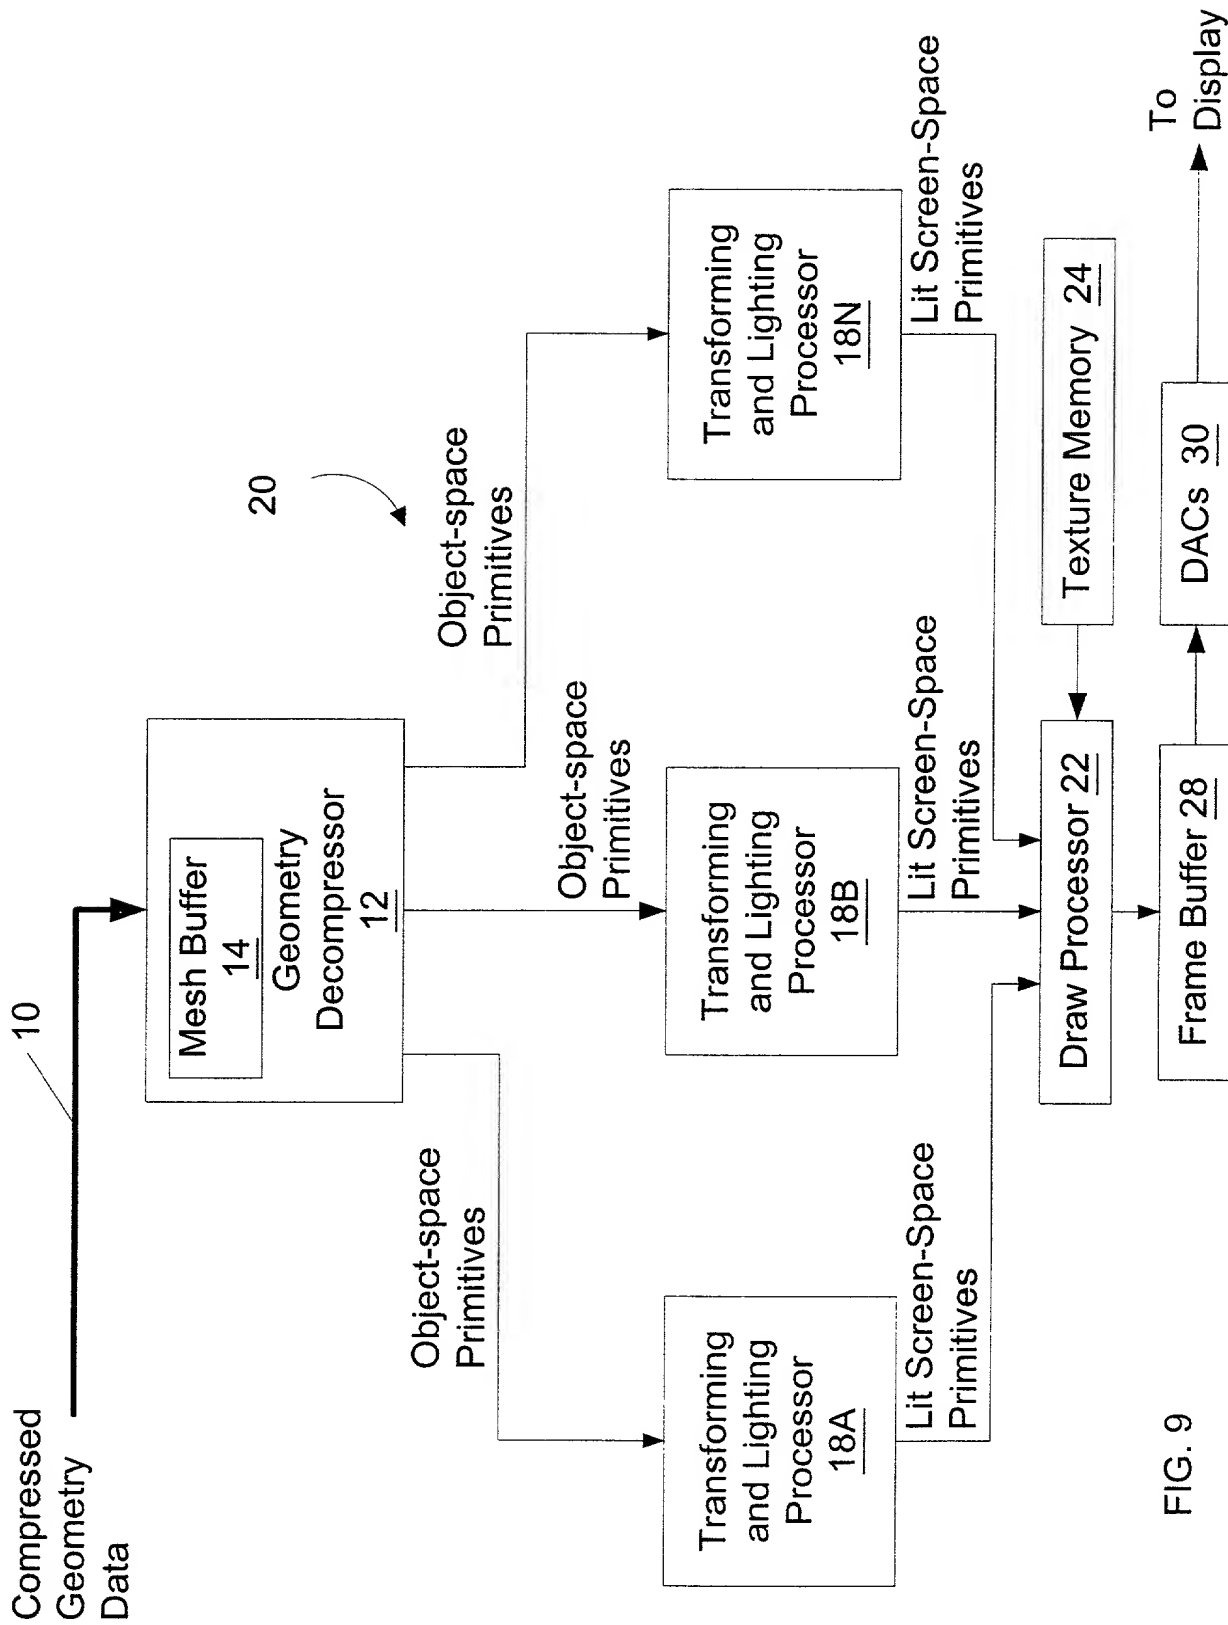 Compressed
Geometry
Data
10
Mesh Buffer
14
Geometry
Decompressor
12
Object-space
Primitives
Object-space
Primitives
Object-space
Primitives
20
Transforming
and Lighting
Processor
18A
Transforming
and Lighting
Processor
18B
Transforming
and Lighting
Processor
18N
Lit Screen-Space
Primitives
Lit Screen-Space
Primitives
Lit Screen-Space
Primitives
Draw Processor 22
Texture Memory 24
Frame Buffer 28
DACs 30
To
Display
FIG. 9